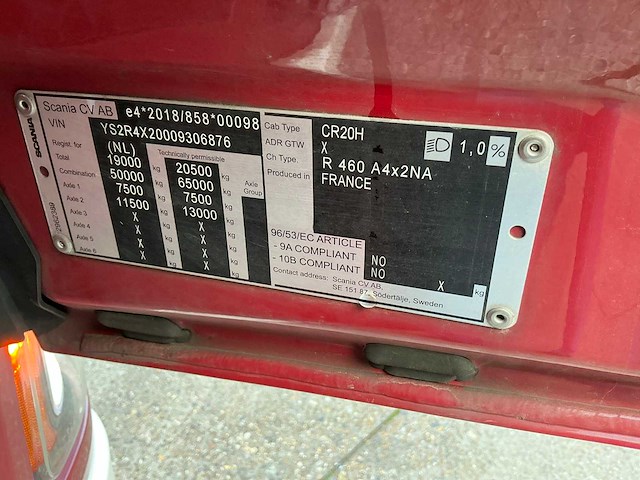 Scania CV AB e4*2018/858*00098
VIN YS2R4X20009306876
Regist. for (NL) Technically permissible
Total 19000 kg 20500 kg
Combination 50000 kg 65000 kg
Axle 1 7500 kg 7500 kg Axle Group
Axle 2 11500 kg 13000 kg
Axle 3 X kg X kg
Axle 4 X kg X kg
Axle 5 X kg X kg
Axle 6 X kg X kg
SCANIA
2562389
Cab Type CR20H
ADR GTW X
Ch Type R 460 A4x2NA
Produced in FRANCE
1,0 %
96/53/EC ARTICLE
- 9A COMPLIANT NO
- 10B COMPLIANT NO X kg
Contact address: Scania CV AB,
SE 151 87, Södertälje, Sweden